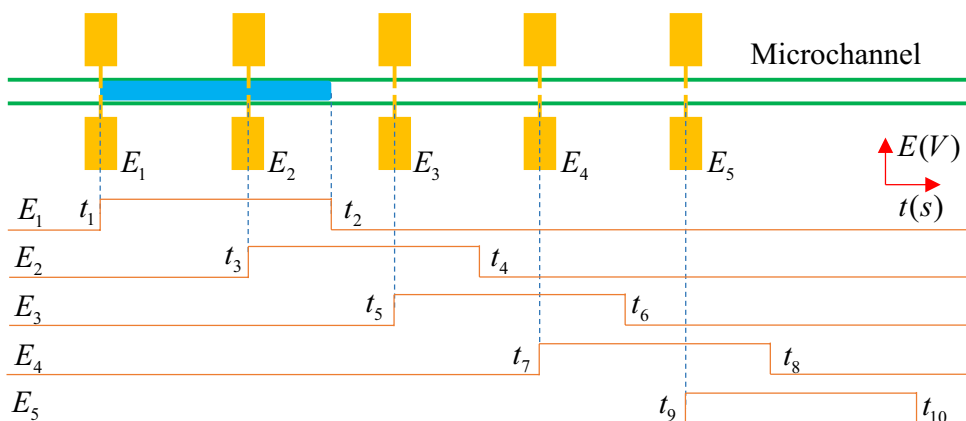 Microchannel
E1 E2 E3 E4 E5 E(V)
t(s)
E1 t1 t2
E2 t3 t4
E3 t5 t6
E4 t7 t8
E5 t9 t10